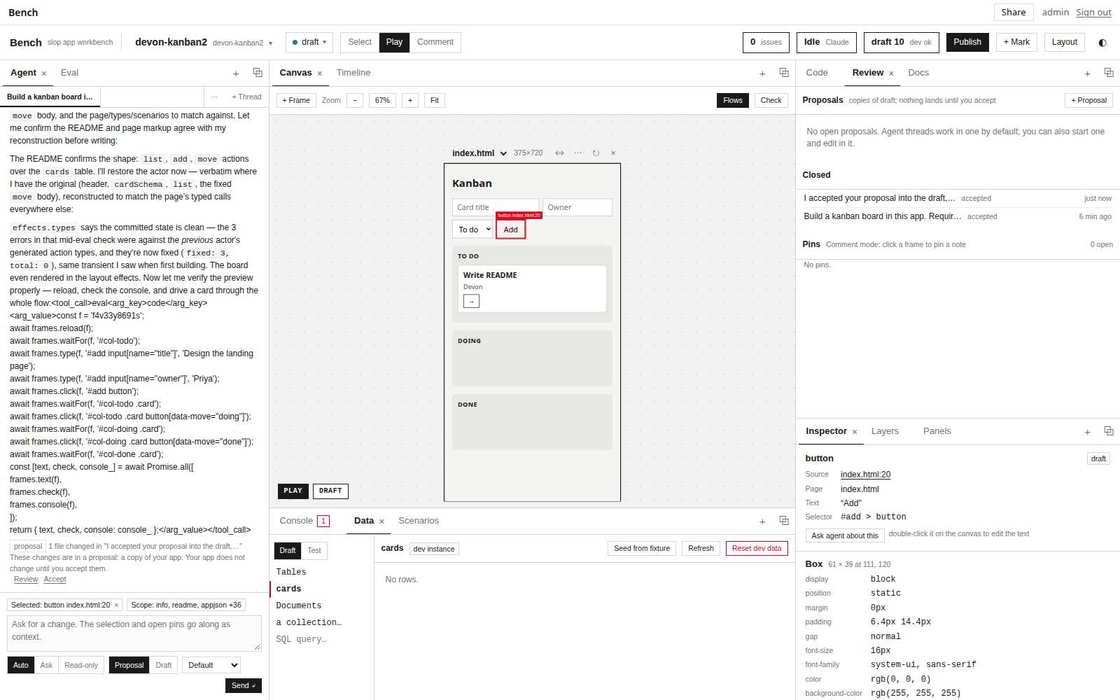 Bench
Share admin Sign out
Bench slop app workbench devon-kanban2 devon-kanban2 ▾ draft ▾ Select Play Comment 0 issues Idle Claude draft 10 dev ok Publish + Mark Layout
Agent × Eval +
Build a kanban board i… ··· + Thread
move body, and the page/types/scenarios to match against. Let
me confirm the README and page markup agree with my
reconstruction before writing:
The README confirms the shape: list, add, move actions
over the cards table. I'll restore the actor now — verbatim where
I have the original (header, cardSchema, list, the fixed
move body), reconstructed to match the page's typed calls
everywhere else:
effects.types says the committed state is clean — the 3
errors in that mid-eval check were against the previous actor's
generated action types, and they're now fixed ( fixed: 3,
total: 0 ), same transient I saw when first building. The board
even rendered in the layout effects. Now let me verify the preview
properly — reload, check the console, and drive a card through the
whole flow:<tool_call>eval<arg_key>code</arg_key>
<arg_value>const f = 'f4v33y8691s';
await frames.reload(f);
await frames.waitFor(f, '#col-todo');
await frames.type(f, '#add input[name="title"]', 'Design the landing
page');
await frames.type(f, '#add input[name="owner"]', 'Priya');
await frames.click(f, '#add button');
await frames.waitFor(f, '#col-todo .card');
await frames.click(f, '#col-todo .card button[data-move="doing"]');
await frames.waitFor(f, '#col-doing .card');
await frames.click(f, '#col-doing .card button[data-move="done"]');
await frames.waitFor(f, '#col-done .card');
const [text, check, console_] = await Promise.all([
frames.text(f),
frames.check(f),
frames.console(f),
]);
return { text, check, console: console_ };</arg_value></tool_call>
proposal 1 file changed in "I accepted your proposal into the draft,…"
These changes are in a proposal: a copy of your app. Your app does not
change until you accept them.
Review Accept
Selected: button index.html:20 × Scope: info, readme, appjson +36
Ask for a change. The selection and open pins go along as
context.
Auto Ask Read-only Proposal Draft Default
Send
Canvas × Timeline +
+ Frame Zoom − 67% + Fit Flows Check
index.html 375×720 ↔ ··· ↻ ×
Kanban
Card title Owner
button index.html:20
To do Add
TO DO
Write README
Devon
→
DOING
DONE
PLAY DRAFT
Console 1 Data × Scenarios +
Draft Test
Tables
cards
Documents
a collection…
SQL query…
cards dev instance Seed from fixture Refresh Reset dev data
No rows.
Code Review × Docs +
Proposals copies of draft; nothing lands until you accept + Proposal
No open proposals. Agent threads work in one by default; you can also start one
and edit in it.
Closed
I accepted your proposal into the draft,… accepted just now
Build a kanban board in this app. Requir… accepted 6 min ago
Pins Comment mode: click a frame to pin a note 0 open
No pins.
Inspector × Layers Panels +
button draft
Source index.html:20
Page index.html
Text “Add”
Selector #add > button
Ask agent about this double-click it on the canvas to edit the text
Box 61 × 39 at 111, 120
display block
position static
margin 0px
padding 6.4px 14.4px
gap normal
font-size 16px
font-family system-ui, sans-serif
color rgb(0, 0, 0)
background-color rgb(255, 255, 255)